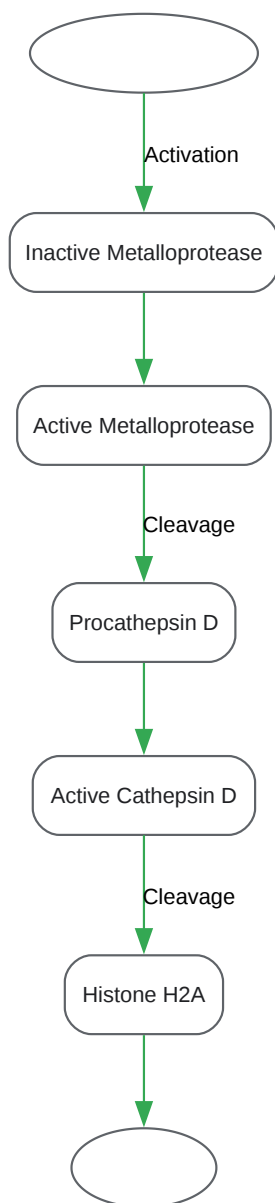 Activation
Inactive Metalloprotease
Active Metalloprotease
Cleavage
Procathepsin D
Active Cathepsin D
Cleavage
Histone H2A